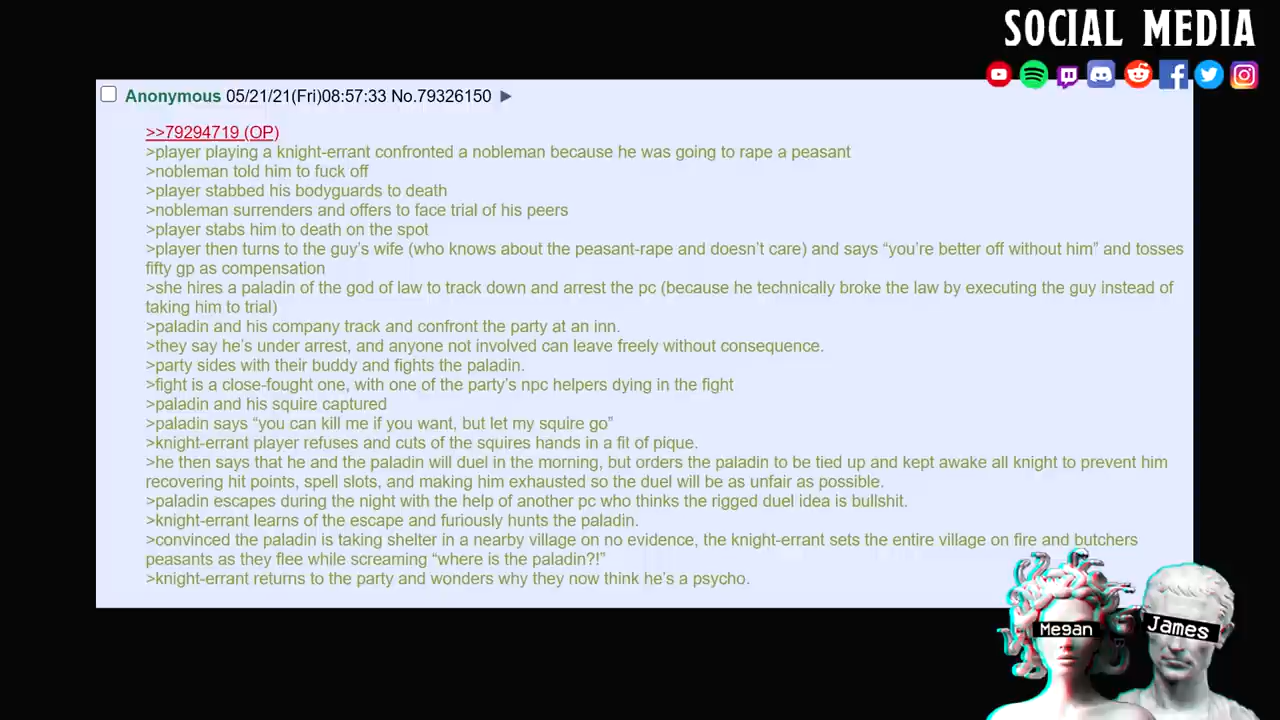 SOCIAL MEDIA
Anonymous 05/21/21(Fri)08:57:33 No.79326150 ▶
>>79294719 (OP)
>player playing a knight-errant confronted a nobleman because he was going to rape a peasant
>nobleman told him to fuck off
>player stabbed his bodyguards to death
>nobleman surrenders and offers to face trial of his peers
>player stabs him to death on the spot
>player then turns to the guy's wife (who knows about the peasant-rape and doesn't care) and says “you're better off without him” and tosses
fifty gp as compensation
>she hires a paladin of the god of law to track down and arrest the pc (because he technically broke the law by executing the guy instead of
taking him to trial)
>paladin and his company track and confront the party at an inn.
>they say he's under arrest, and anyone not involved can leave freely without consequence.
>party sides with their buddy and fights the paladin.
>fight is a close-fought one, with one of the party's npc helpers dying in the fight
>paladin and his squire captured
>paladin says “you can kill me if you want, but let my squire go”
>knight-errant player refuses and cuts of the squires hands in a fit of pique.
>he then says that he and the paladin will duel in the morning, but orders the paladin to be tied up and kept awake all knight to prevent him
recovering hit points, spell slots, and making him exhausted so the duel will be as unfair as possible.
>paladin escapes during the night with the help of another pc who thinks the rigged duel idea is bullshit.
>knight-errant learns of the escape and furiously hunts the paladin.
>convinced the paladin is taking shelter in a nearby village on no evidence, the knight-errant sets the entire village on fire and butchers
peasants as they flee while screaming “where is the paladin?!”
>knight-errant returns to the party and wonders why they now think he's a psycho.
Megan
James